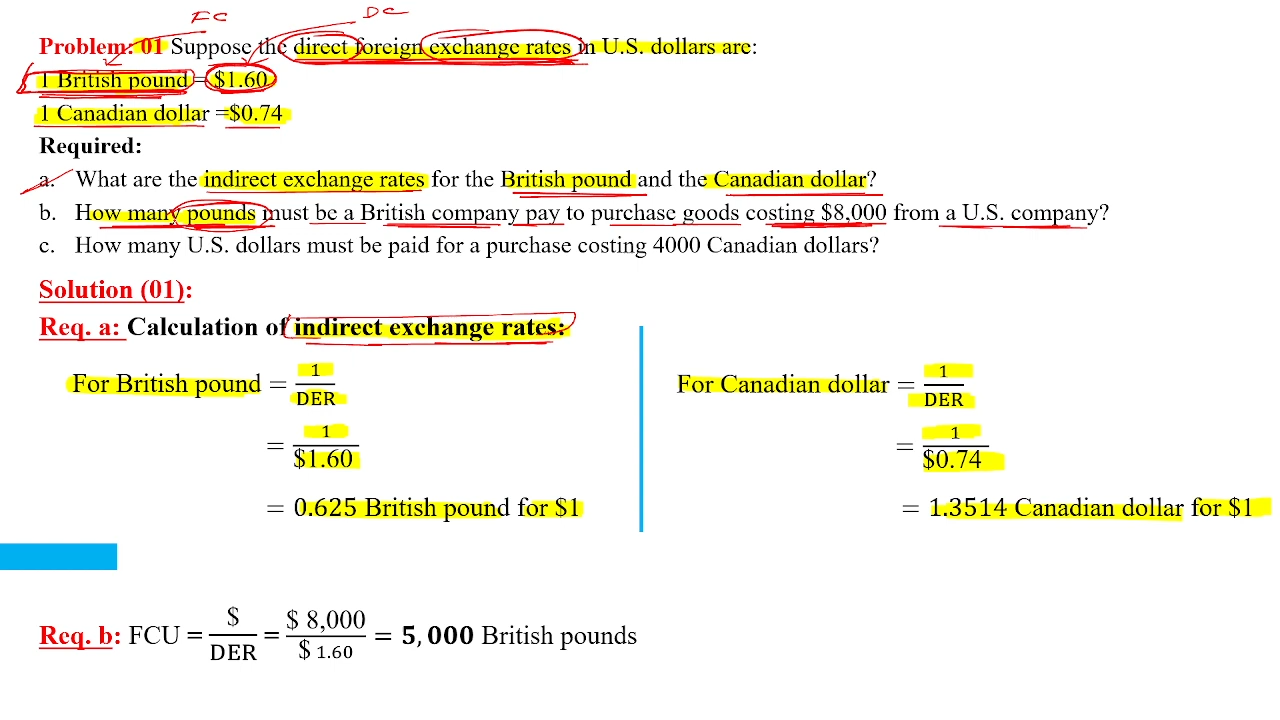 FC DC
Problem: 01 Suppose the direct foreign exchange rates in U.S. dollars are:
1 British pound = $1.60
1 Canadian dollar =$0.74
Required:
a. What are the indirect exchange rates for the British pound and the Canadian dollar?
b. How many pounds must be a British company pay to purchase goods costing $8,000 from a U.S. company?
c. How many U.S. dollars must be paid for a purchase costing 4000 Canadian dollars?
Solution (01):
Req. a: Calculation of indirect exchange rates:
For British pound = 1/DER
= 1/$1.60
= 0.625 British pound for $1
For Canadian dollar = 1/DER
= 1/$0.74
= 1.3514 Canadian dollar for $1
Req. b: FCU = $/DER = $ 8,000/$ 1.60 = 5,000 British pounds